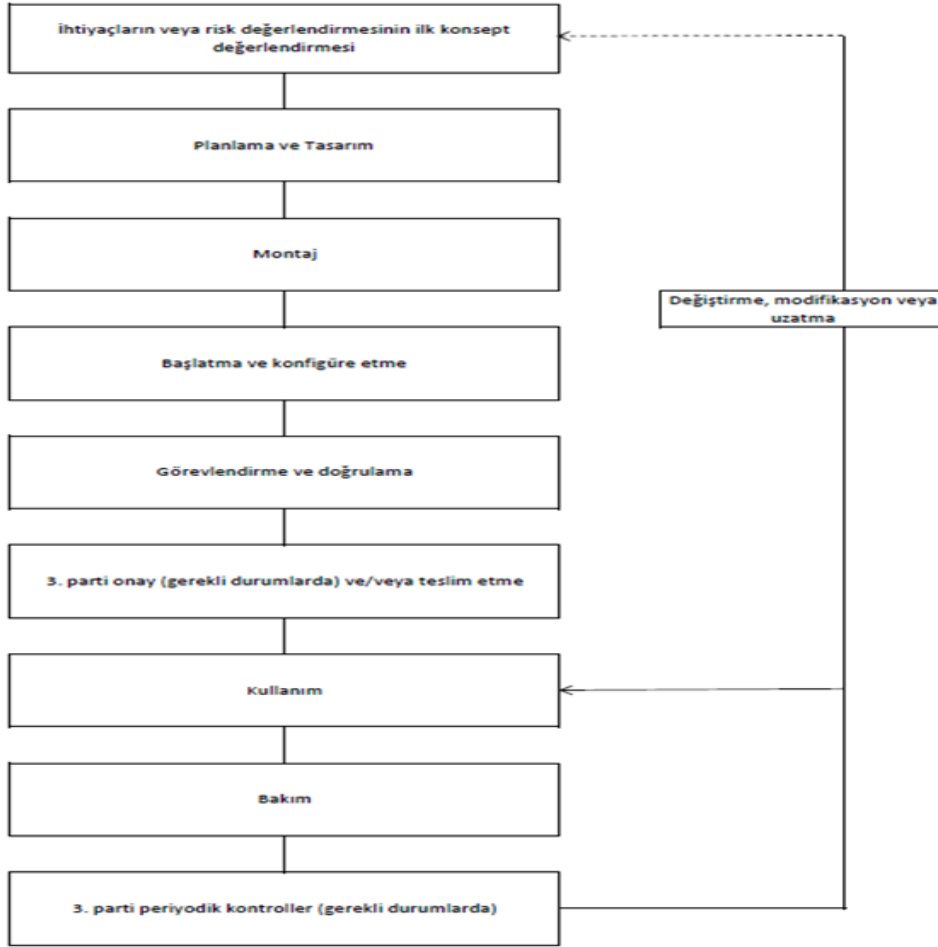 İhtiyaçların veya risk değerlendirmesinin ilk konsept
değerlendirmesi
Planlama ve Tasarım
Montaj
Değiştirme, modifikasyon veya
uzatma
Başlatma ve konfigüre etme
Görevlendirme ve doğrulama
3. parti onay (gerekli durumlarda) ve/veya teslim etme
Kullanım
Bakım
3. parti periyodik kontroller (gerekli durumlarda)